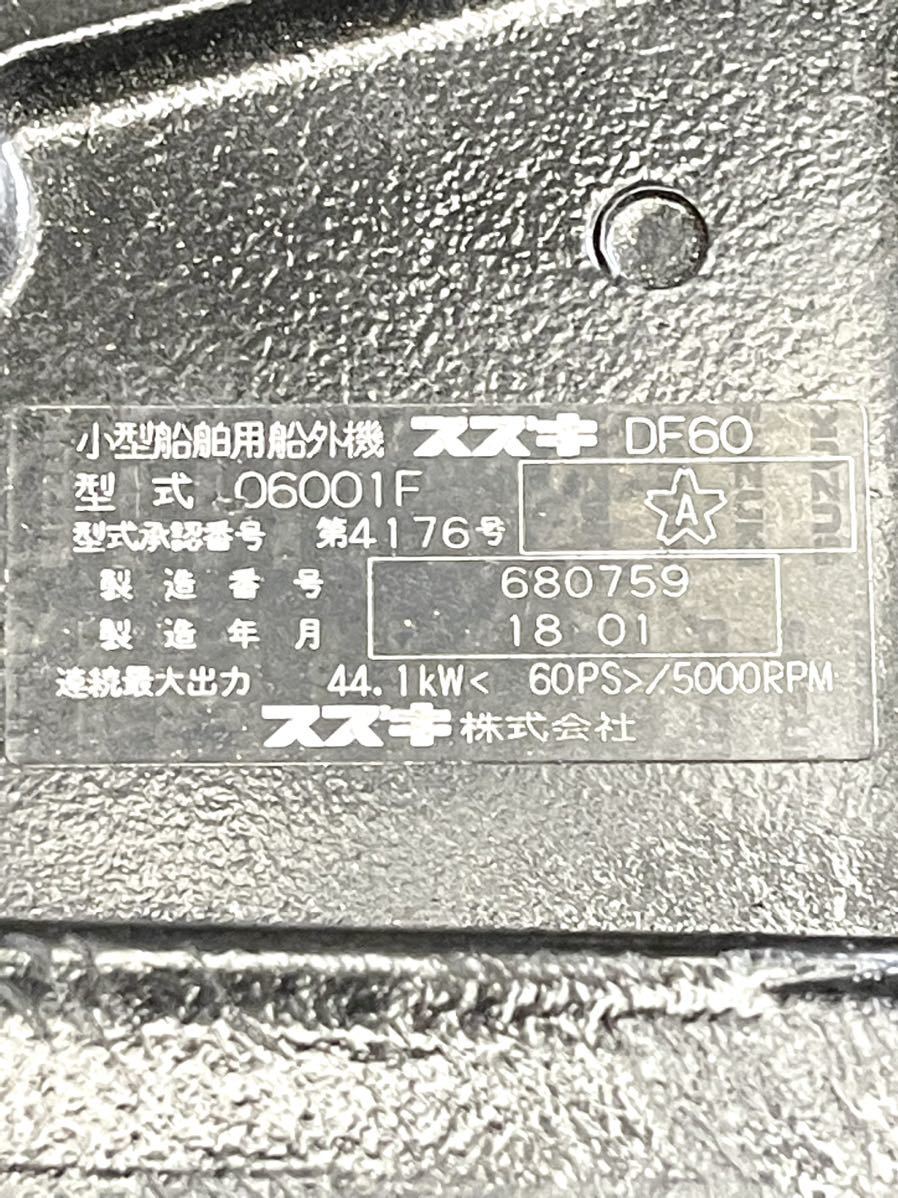 小型船舶用船外機 スズキ DF60
型式 06001F
A
型式承認番号 第4176号
製造番号 680759
製造年月 18 01
連続最大出力 44.1kW< 60PS>/5000RPM
スズキ株式会社